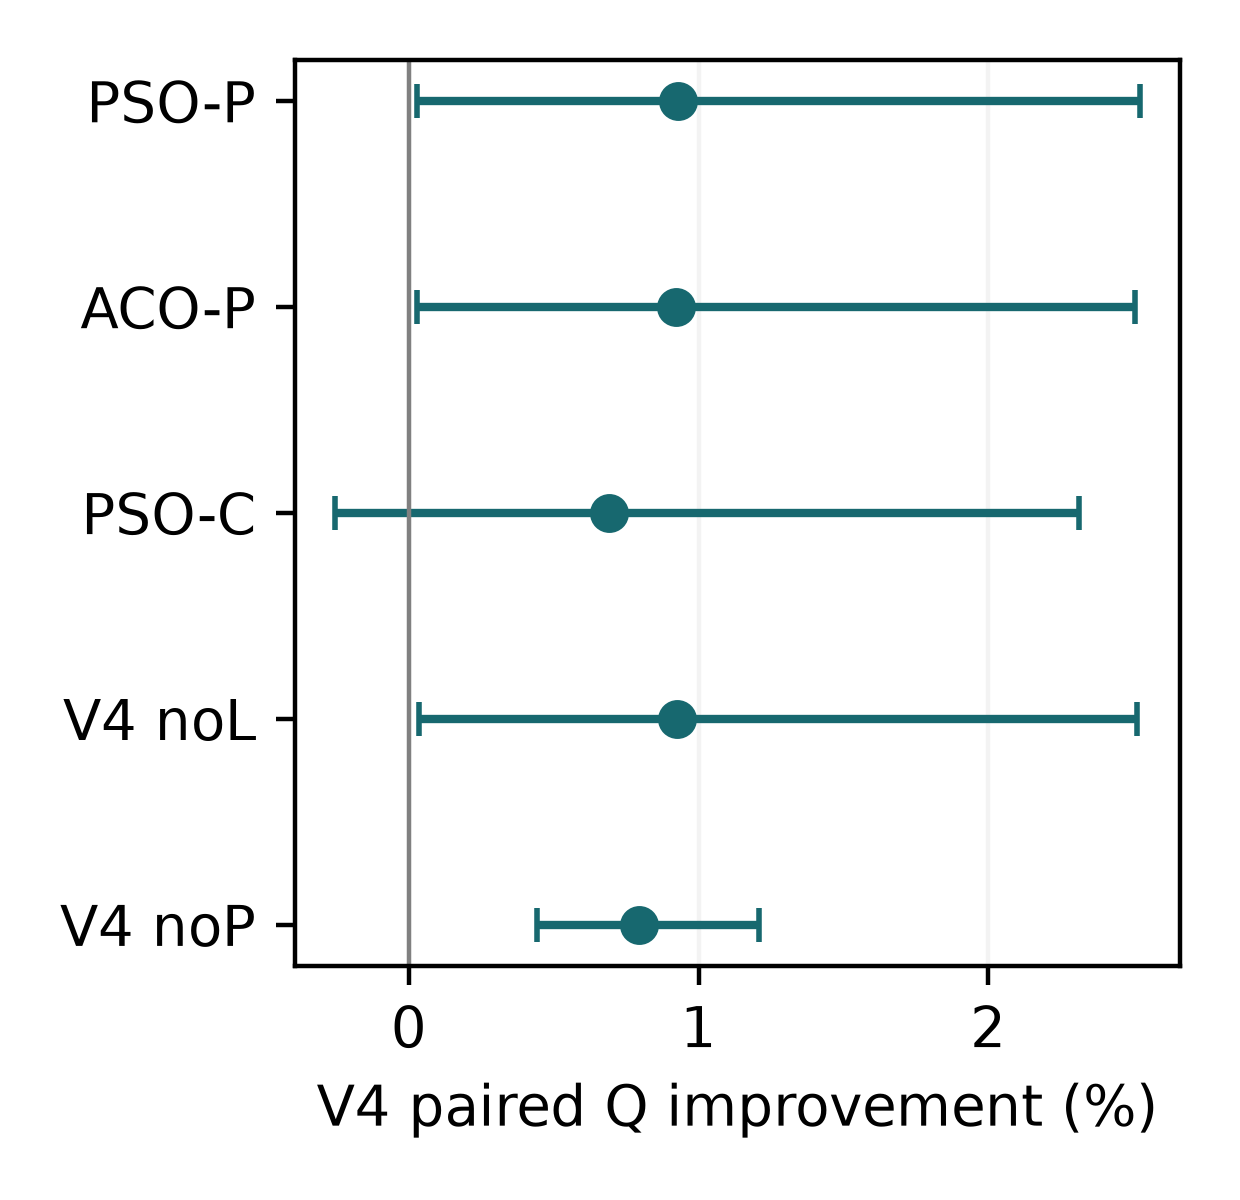 PSO-P
ACO-P
PSO-C
V4 noL
V4 noP
0 1 2
V4 paired Q improvement (%)